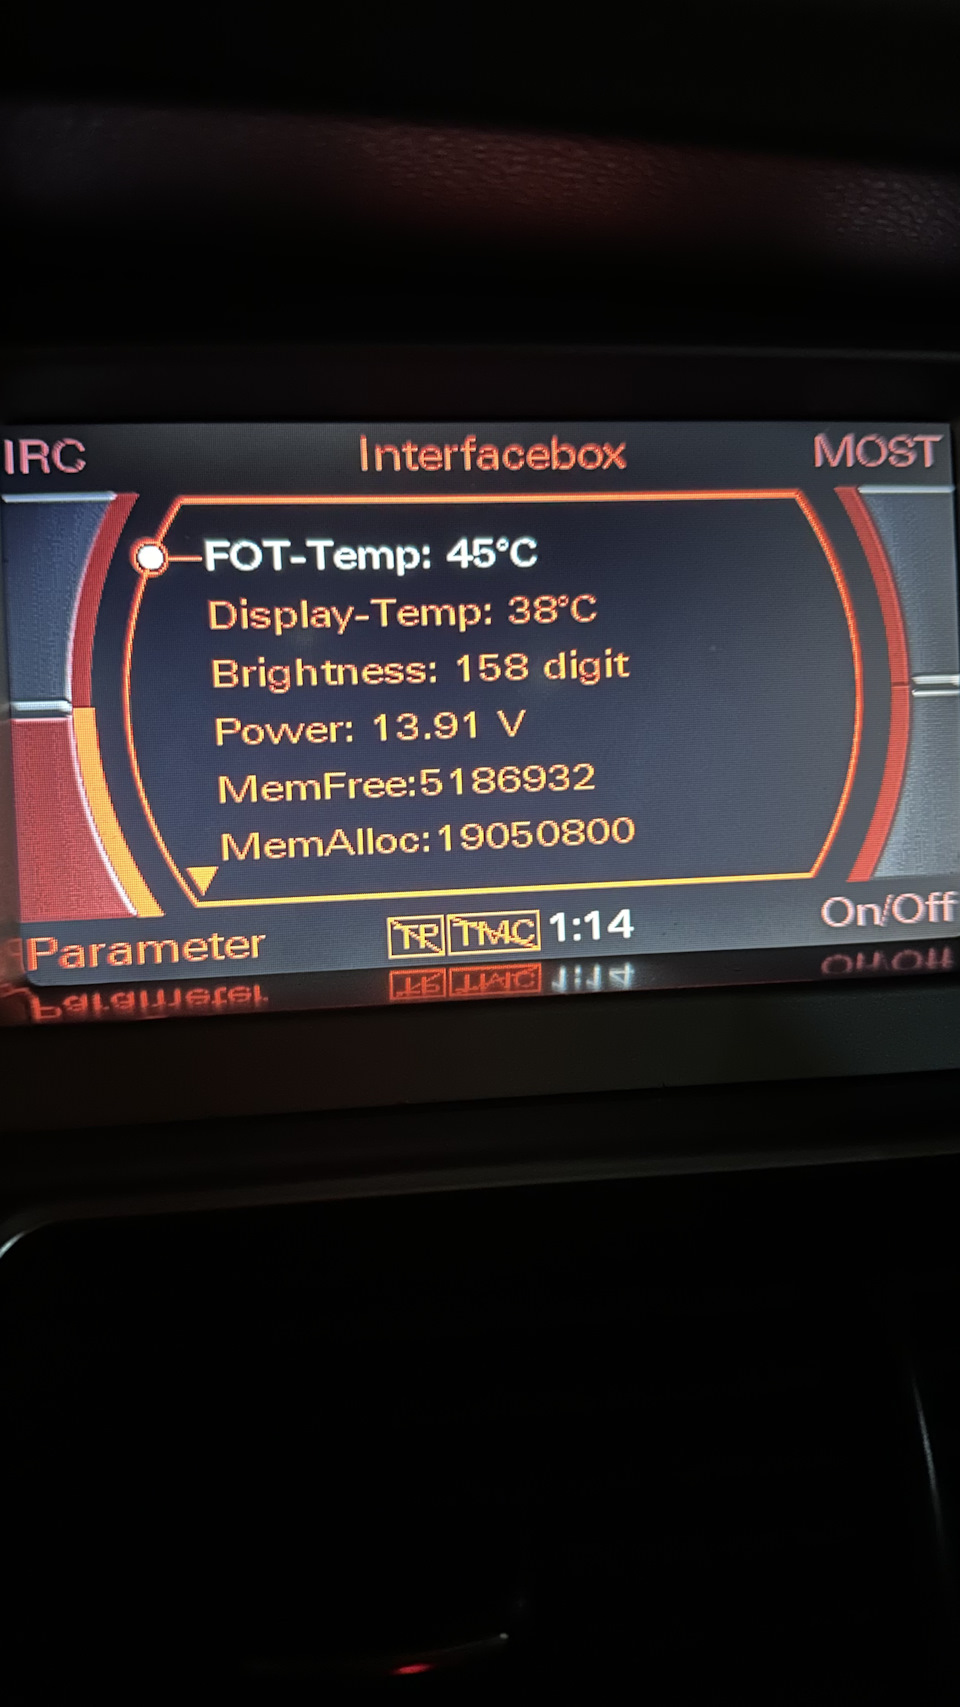 IRC Interfacebox MOST
FOT-Temp: 45°C
Display-Temp: 38°C
Brightness: 158 digit
Power: 13.91 V
MemFree:5186932
MemAlloc:19050800
Parameter TP TMC 1:14 On/Off